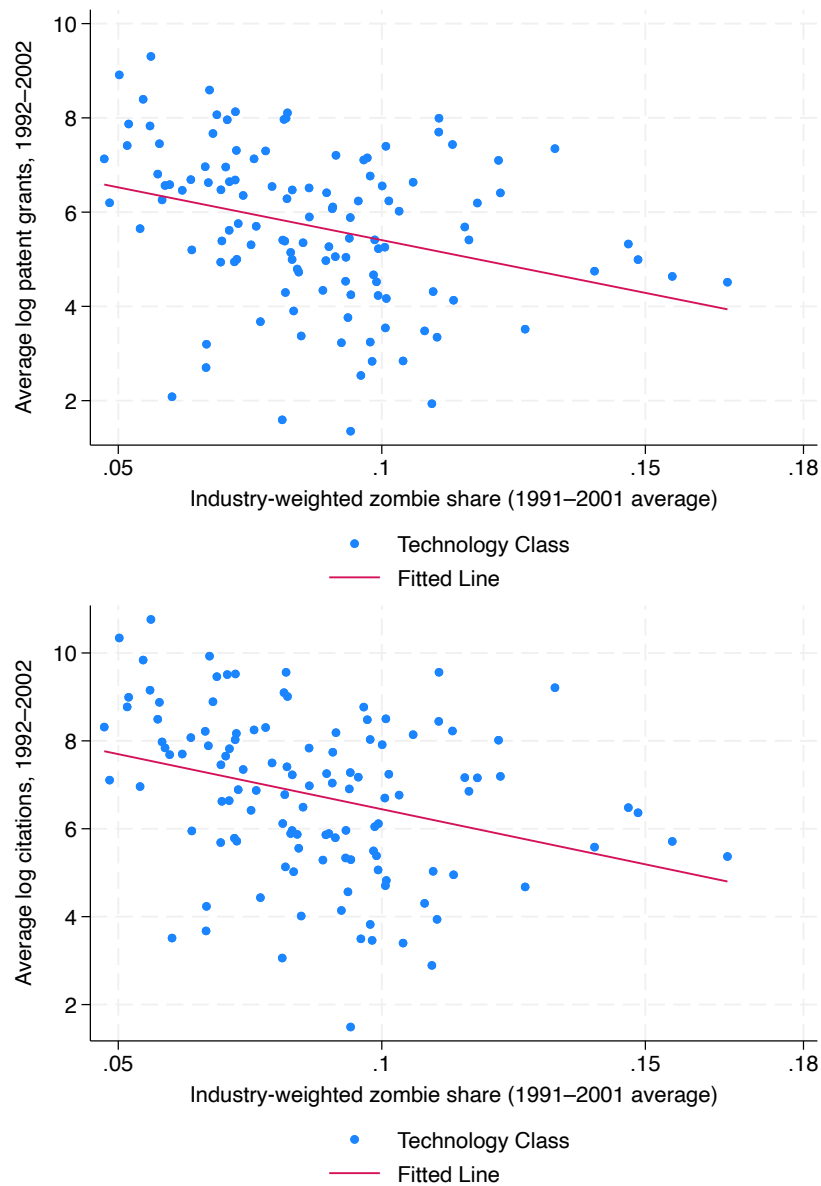 Average log patent grants, 1992–2002
10
8
6
4
2
.05
.1
.15
.18
Industry-weighted zombie share (1991–2001 average)
Technology Class
Fitted Line
Average log citations, 1992–2002
10
8
6
4
2
.05
.1
.15
.18
Industry-weighted zombie share (1991–2001 average)
Technology Class
Fitted Line